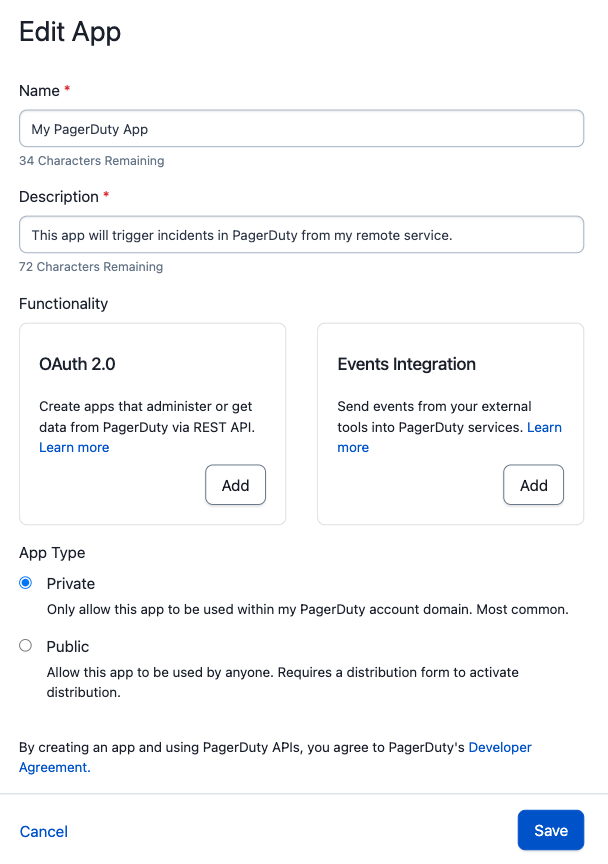 Edit App
Name *
My PagerDuty App
34 Characters Remaining
Description *
This app will trigger incidents in PagerDuty from my remote service.
72 Characters Remaining
Functionality
OAuth 2.0
Create apps that administer or get
data from PagerDuty via REST API.
Learn more
Add
Events Integration
Send events from your external
tools into PagerDuty services. Learn
more
Add
App Type
Private
Only allow this app to be used within my PagerDuty account domain. Most common.
Public
Allow this app to be used by anyone. Requires a distribution form to activate
distribution.
By creating an app and using PagerDuty APIs, you agree to PagerDuty's Developer
Agreement.
Cancel
Save